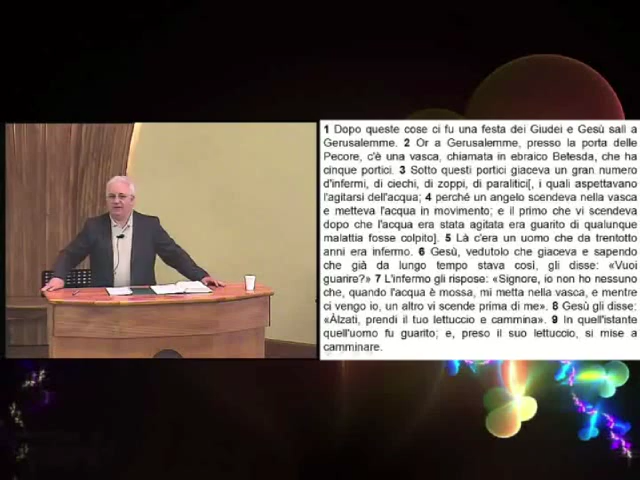 1 Dopo queste cose ci fu una festa dei Giudei e Gesù salì a
Gerusalemme. 2 Or a Gerusalemme, presso la porta delle
Pecore, c'è una vasca, chiamata in ebraico Betesda, che ha
cinque portici. 3 Sotto questi portici giaceva un gran numero
d'infermi, di ciechi, di zoppi, di paralitici[, i quali aspettavano
l'agitarsi dell'acqua; 4 perché un angelo scendeva nella vasca
e metteva l'acqua in movimento; e il primo che vi scendeva
dopo che l'acqua era stata agitata era guarito di qualunque
malattia fosse colpito]. 5 Là c'era un uomo che da trentotto
anni era infermo. 6 Gesù, vedutolo che giaceva e sapendo
che già da lungo tempo stava così, gli disse: «Vuoi
guarire?» 7 L'infermo gli rispose: «Signore, io non ho nessuno
che, quando l'acqua è mossa, mi metta nella vasca, e mentre
ci vengo io, un altro vi scende prima di me». 8 Gesù gli disse:
«Àlzati, prendi il tuo lettuccio e cammina». 9 In quell'istante
quell'uomo fu guarito; e, preso il suo lettuccio, si mise a
camminare.